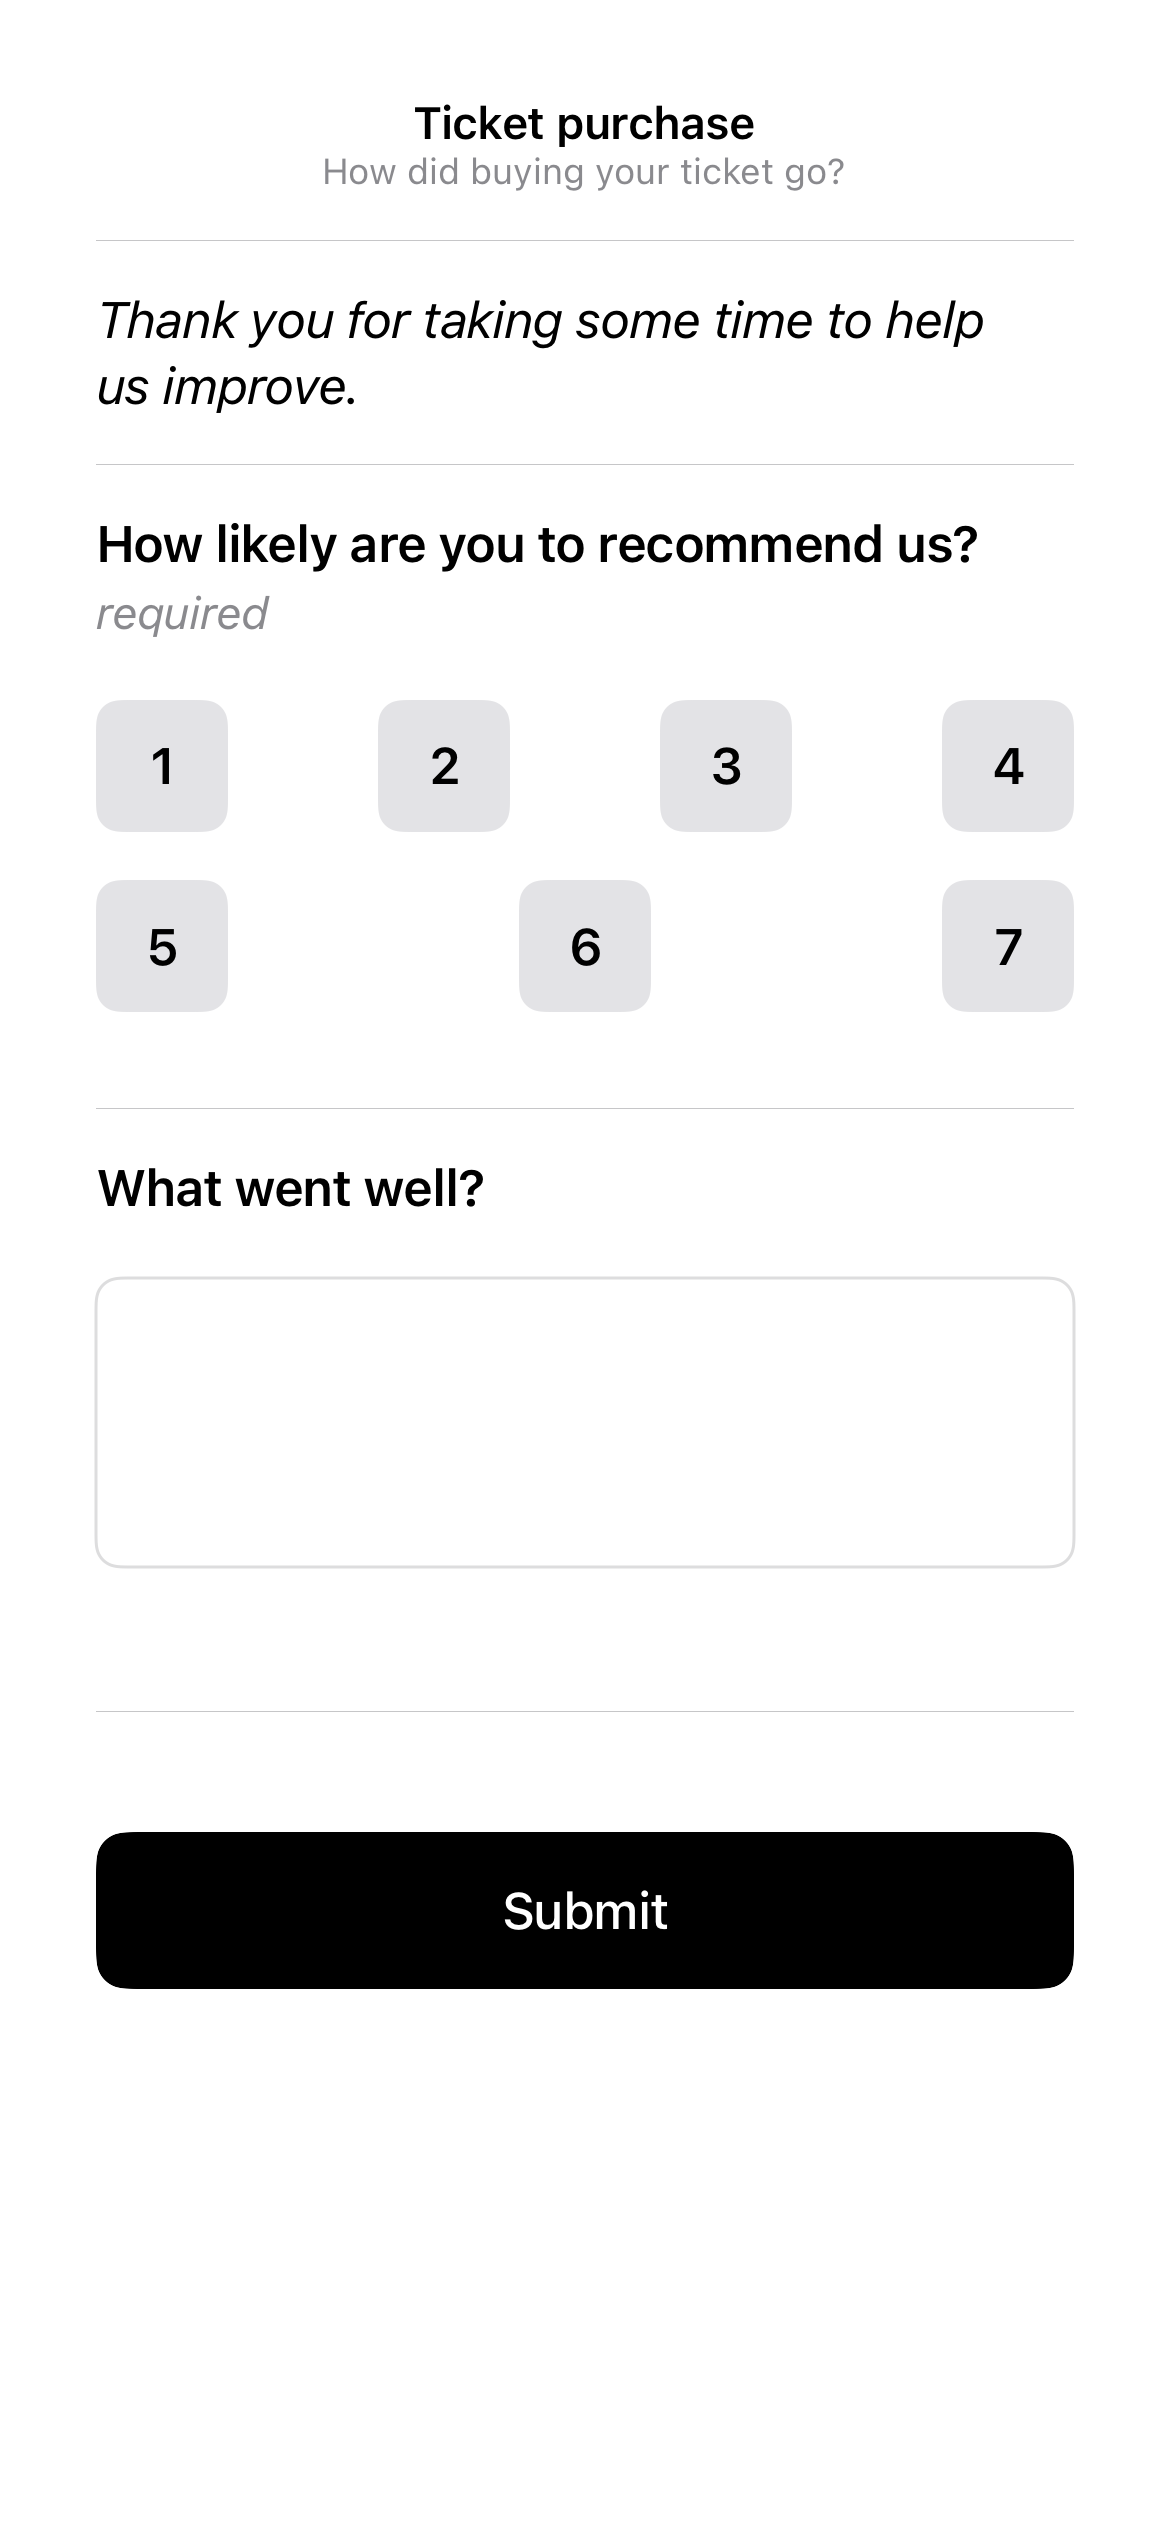 Ticket purchase
How did buying your ticket go?
Thank you for taking some time to help
us improve.
How likely are you to recommend us?
required
1 2 3 4
5 6 7
What went well?
Submit